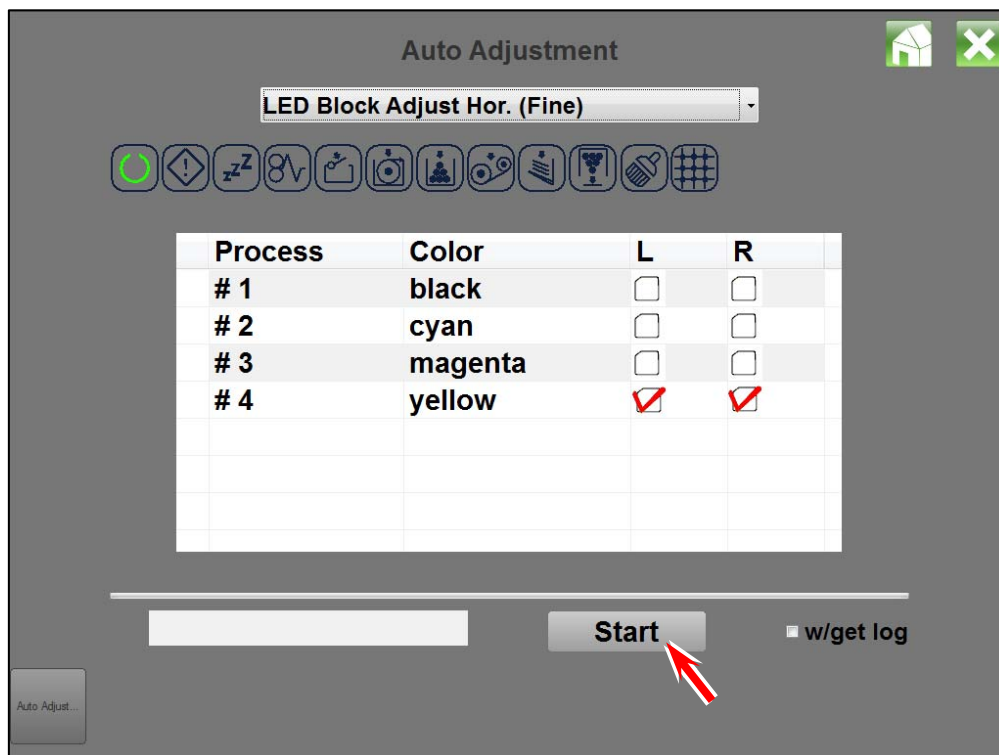 Auto Adjustment
LED Block Adjust Hor. (Fine)
zzZ
Process Color L R
# 1 black
# 2 cyan
# 3 magenta
# 4 yellow
Start w/get log
Auto Adjust...